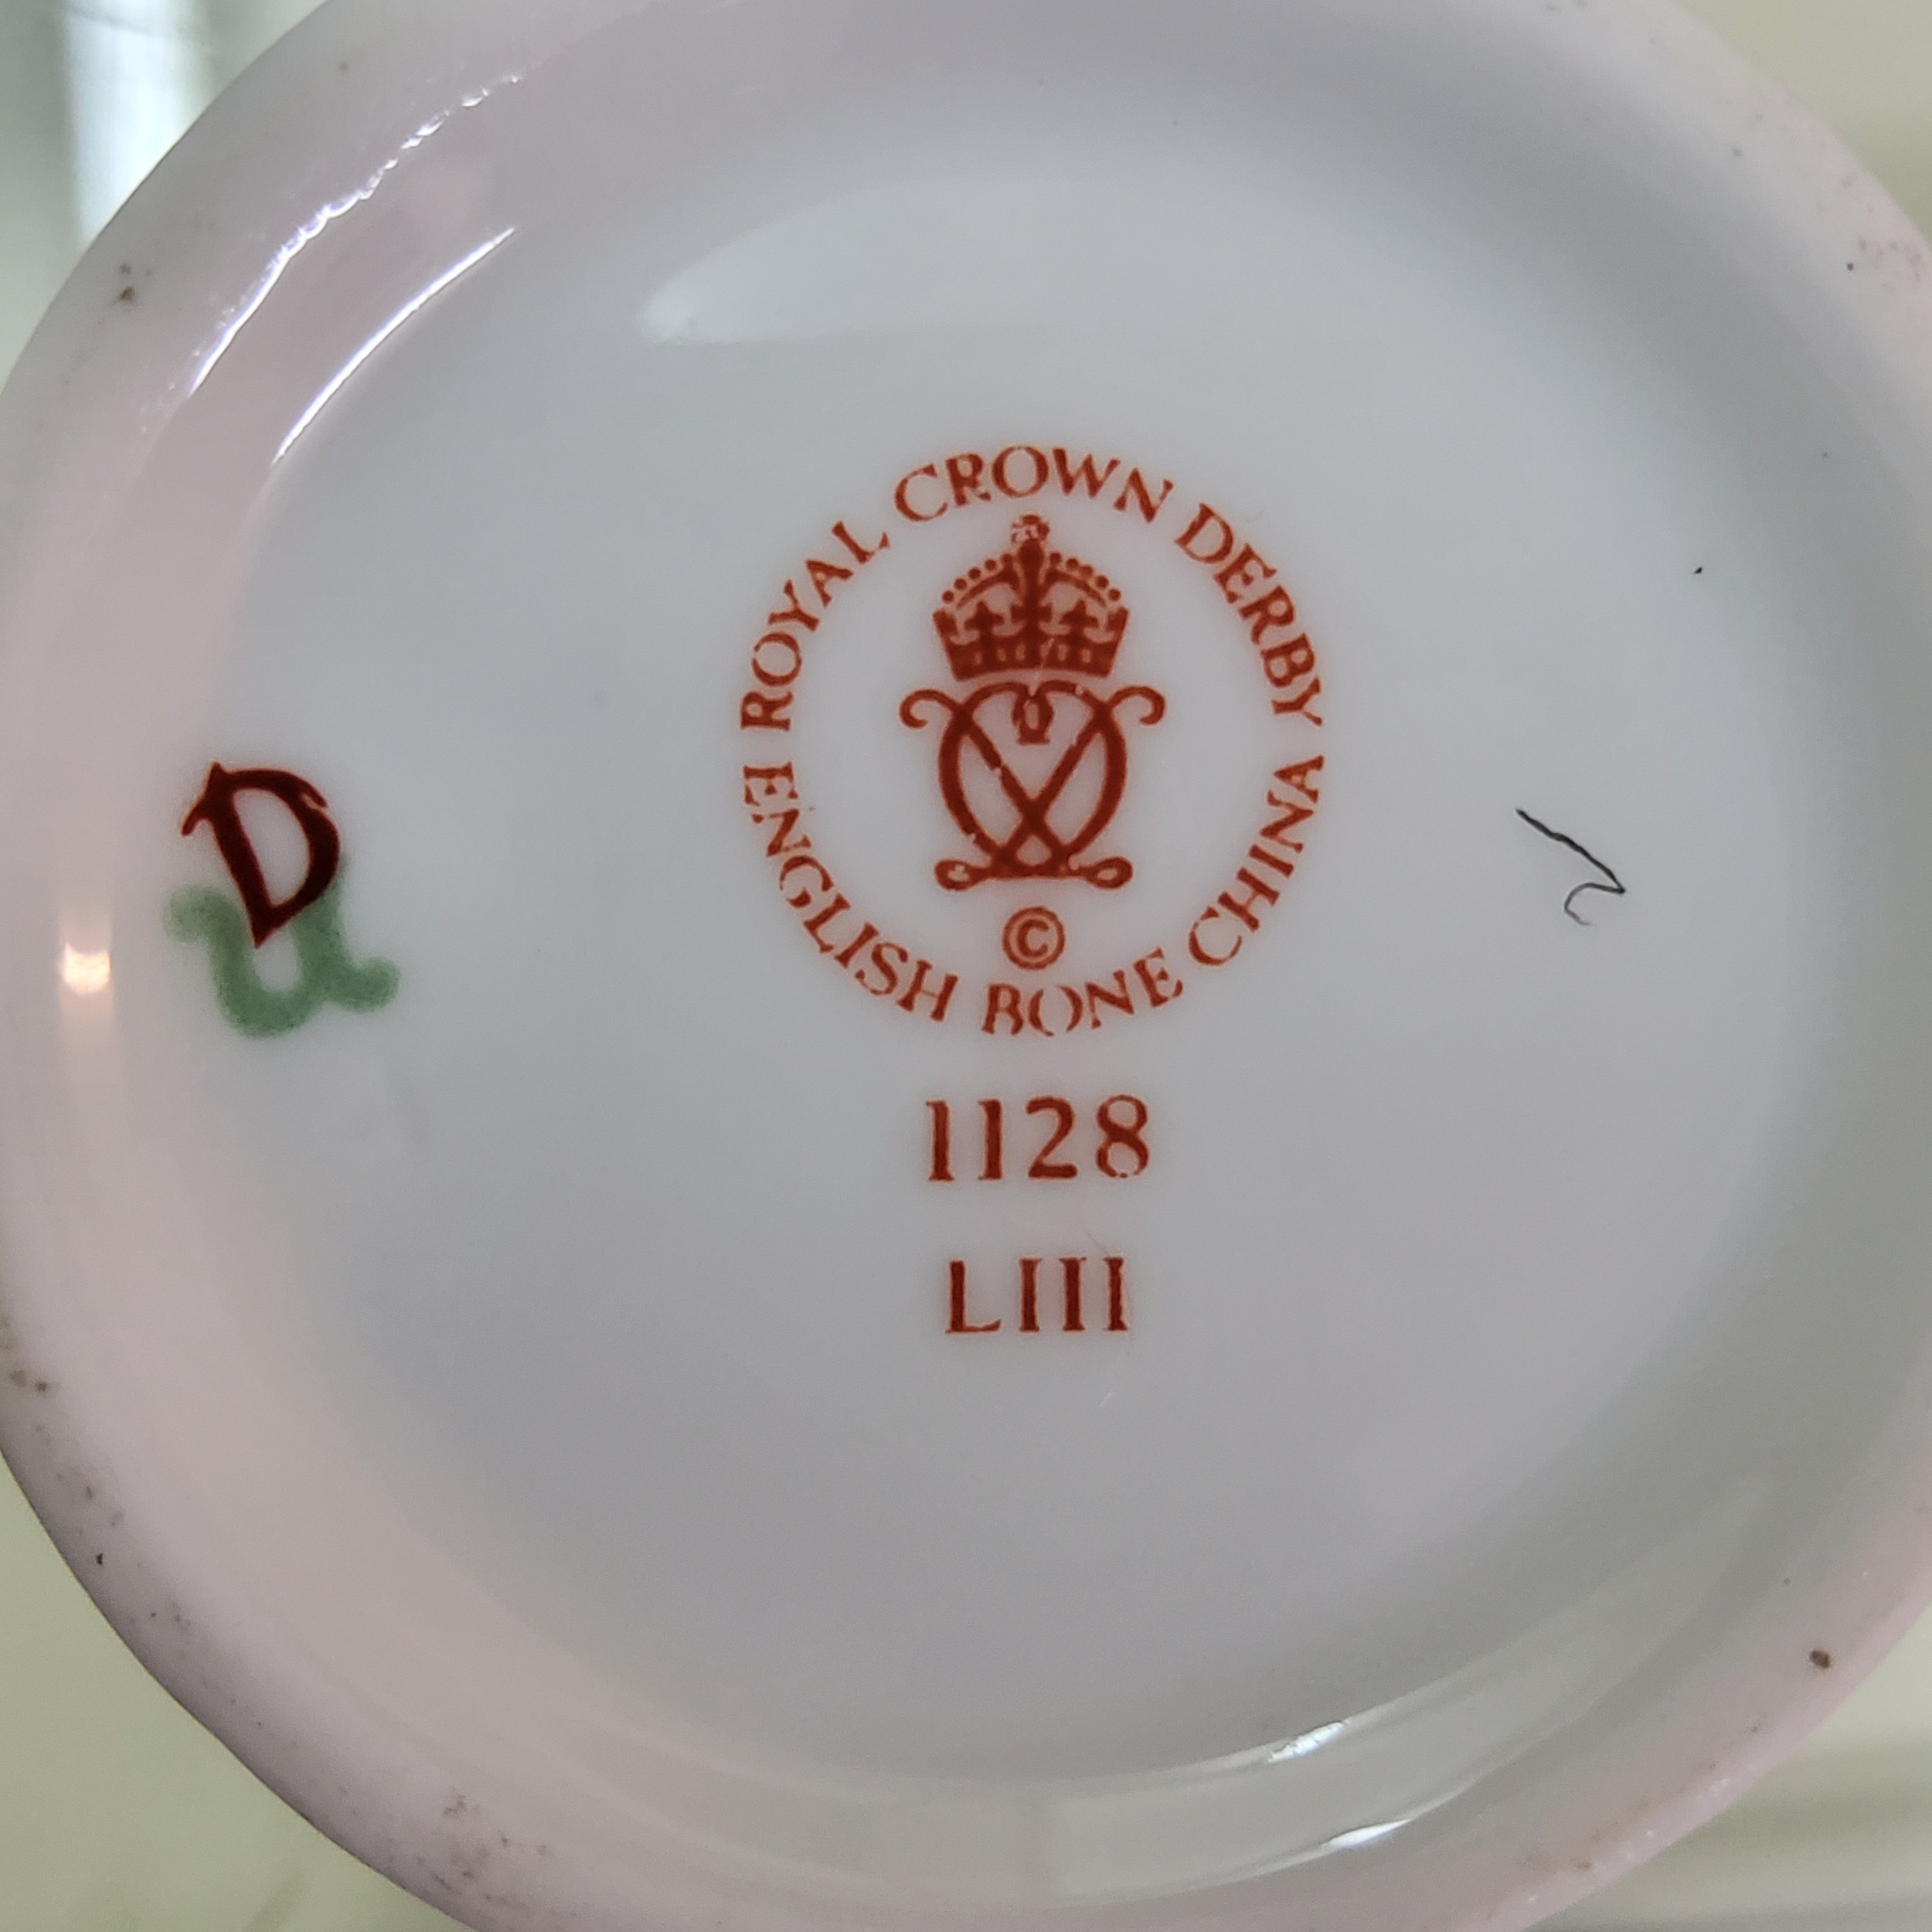 ROYAL CROWN DERBY
ENGLISH BONE CHINA
©
1128
LIII
D
u